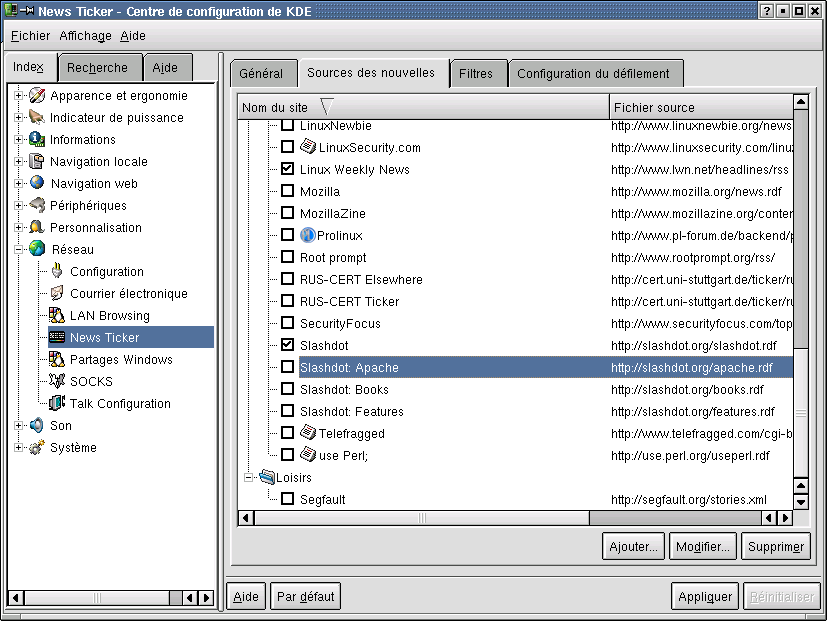 News Ticker - Centre de configuration de KDE
Fichier Affichage Aide
Index Recherche Aide
Apparence et ergonomie
Indicateur de puissance
Informations
Navigation locale
Navigation web
Périphériques
Personnalisation
Réseau
Configuration
Courrier électronique
LAN Browsing
News Ticker
Partages Windows
SOCKS
Talk Configuration
Son
Système
Général Sources des nouvelles Filtres Configuration du défilement
Nom du site Fichier source
LinuxNewbie http://www.linuxnewbie.org/news
LinuxSecurity.com http://www.linuxsecurity.com/linu
Linux Weekly News http://www.lwn.net/headlines/rss
Mozilla http://www.mozilla.org/news.rdf
MozillaZine http://www.mozillazine.org/conter
Prolinux http://www.pl-forum.de/backend/p
Root prompt http://www.rootprompt.org/rss/
RUS-CERT Elsewhere http://cert.uni-stuttgart.de/ticker/ru
RUS-CERT Ticker http://cert.uni-stuttgart.de/ticker/ru
SecurityFocus http://www.securityfocus.com/top
Slashdot http://slashdot.org/slashdot.rdf
Slashdot: Apache http://slashdot.org/apache.rdf
Slashdot: Books http://slashdot.org/books.rdf
Slashdot: Features http://slashdot.org/features.rdf
Telefragged http://www.telefragged.com/cgi-b
use Perl; http://use.perl.org/useperl.rdf
Loisirs
Segfault http://segfault.org/stories.xml
Ajouter... Modifier... Supprimer
Aide Par défaut Appliquer Réinitialiser